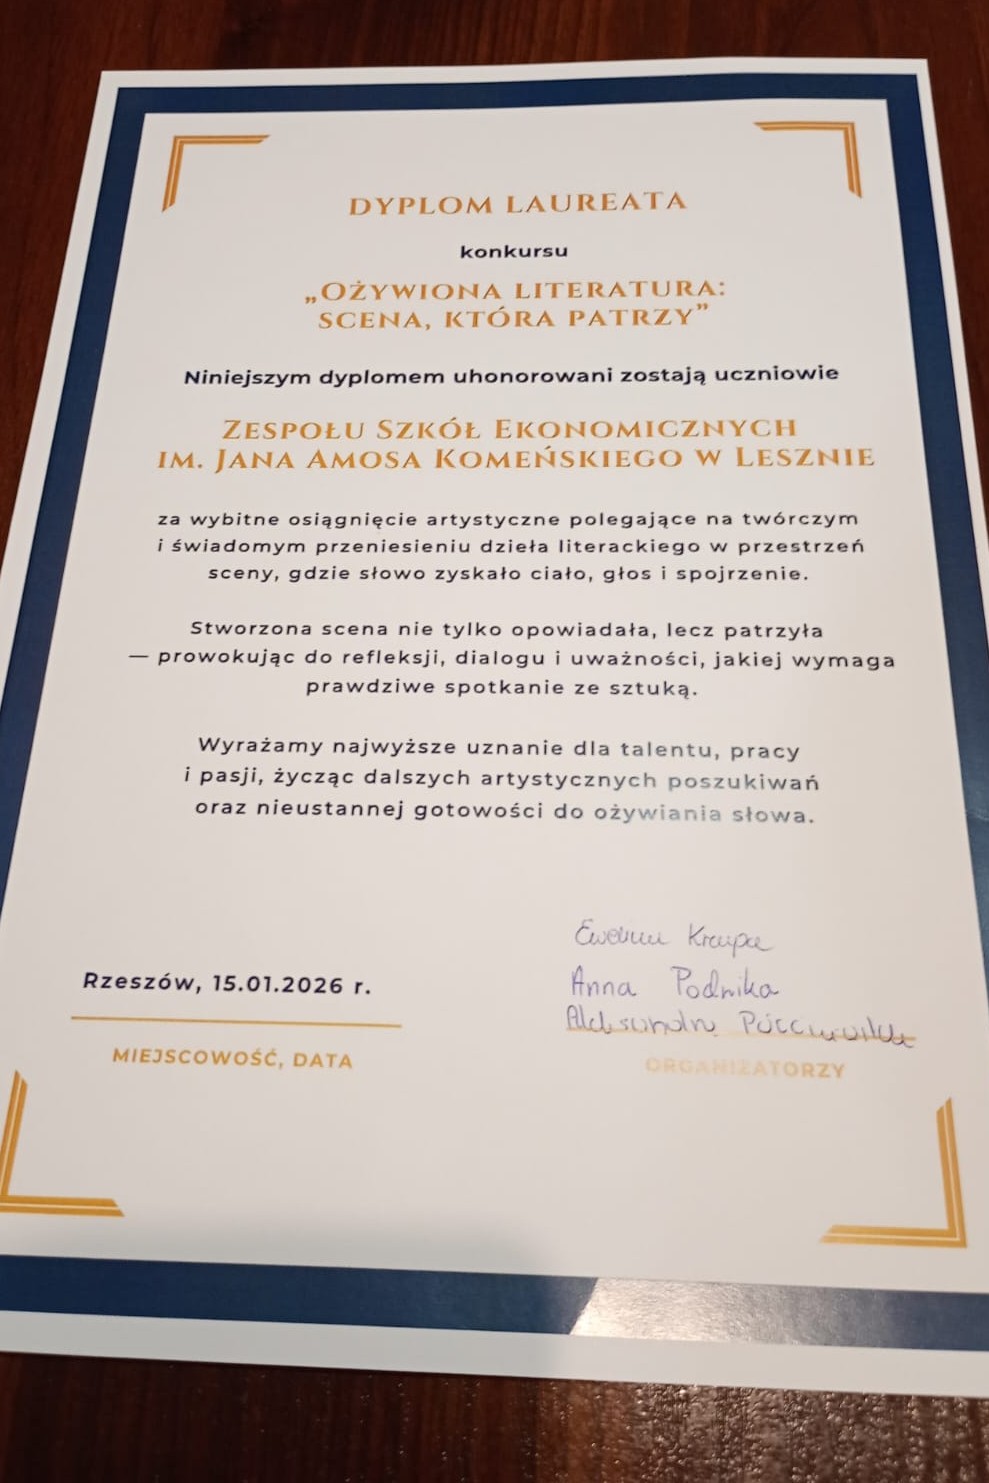 DYPLOM LAUREATA
konkursu
„OŻYWIONA LITERATURA:
SCENA, KTÓRA PATRZY”
Niniejszym dyplomem uhonorowani zostają uczniowie
ZESPOŁU SZKÓŁ EKONOMICZNYCH
IM. JANA AMOSA KOMEŃSKIEGO W LESZNIE
za wybitne osiągnięcie artystyczne polegające na twórczym
i świadomym przeniesieniu dzieła literackiego w przestrzeń
sceny, gdzie słowo zyskało ciało, głos i spojrzenie.
Stworzona scena nie tylko opowiadała, lecz patrzyła
— prowokując do refleksji, dialogu i uważności, jakiej wymaga
prawdziwe spotkanie ze sztuką.
Wyrażamy najwyższe uznanie dla talentu, pracy
i pasji, życząc dalszych artystycznych poszukiwań
oraz nieustannej gotowości do ożywiania słowa.
Anna Podnika
Rzeszów, 15.01.2026 r.
MIEJSCOWOŚĆ, DATA
ORGANIZATORZY